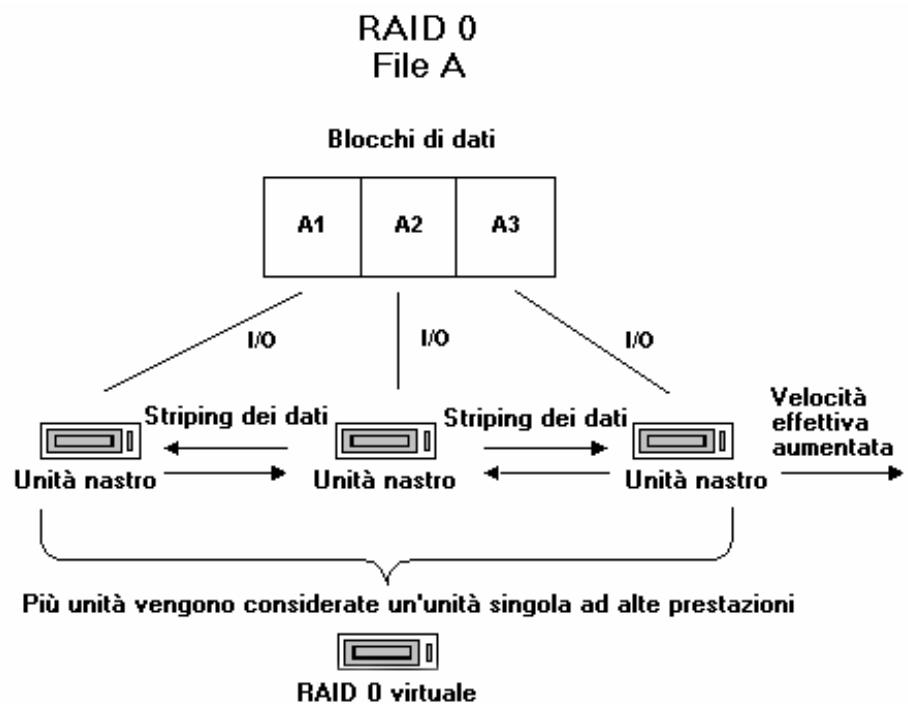 RAID 0
File A
Blocchi di dati
A1 A2 A3
I/O I/O I/O
Striping dei dati Striping dei dati
Velocità
effettiva
aumentata
Unità nastro Unità nastro Unità nastro
Più unità vengono considerate un'unità singola ad alte prestazioni
RAID 0 virtuale